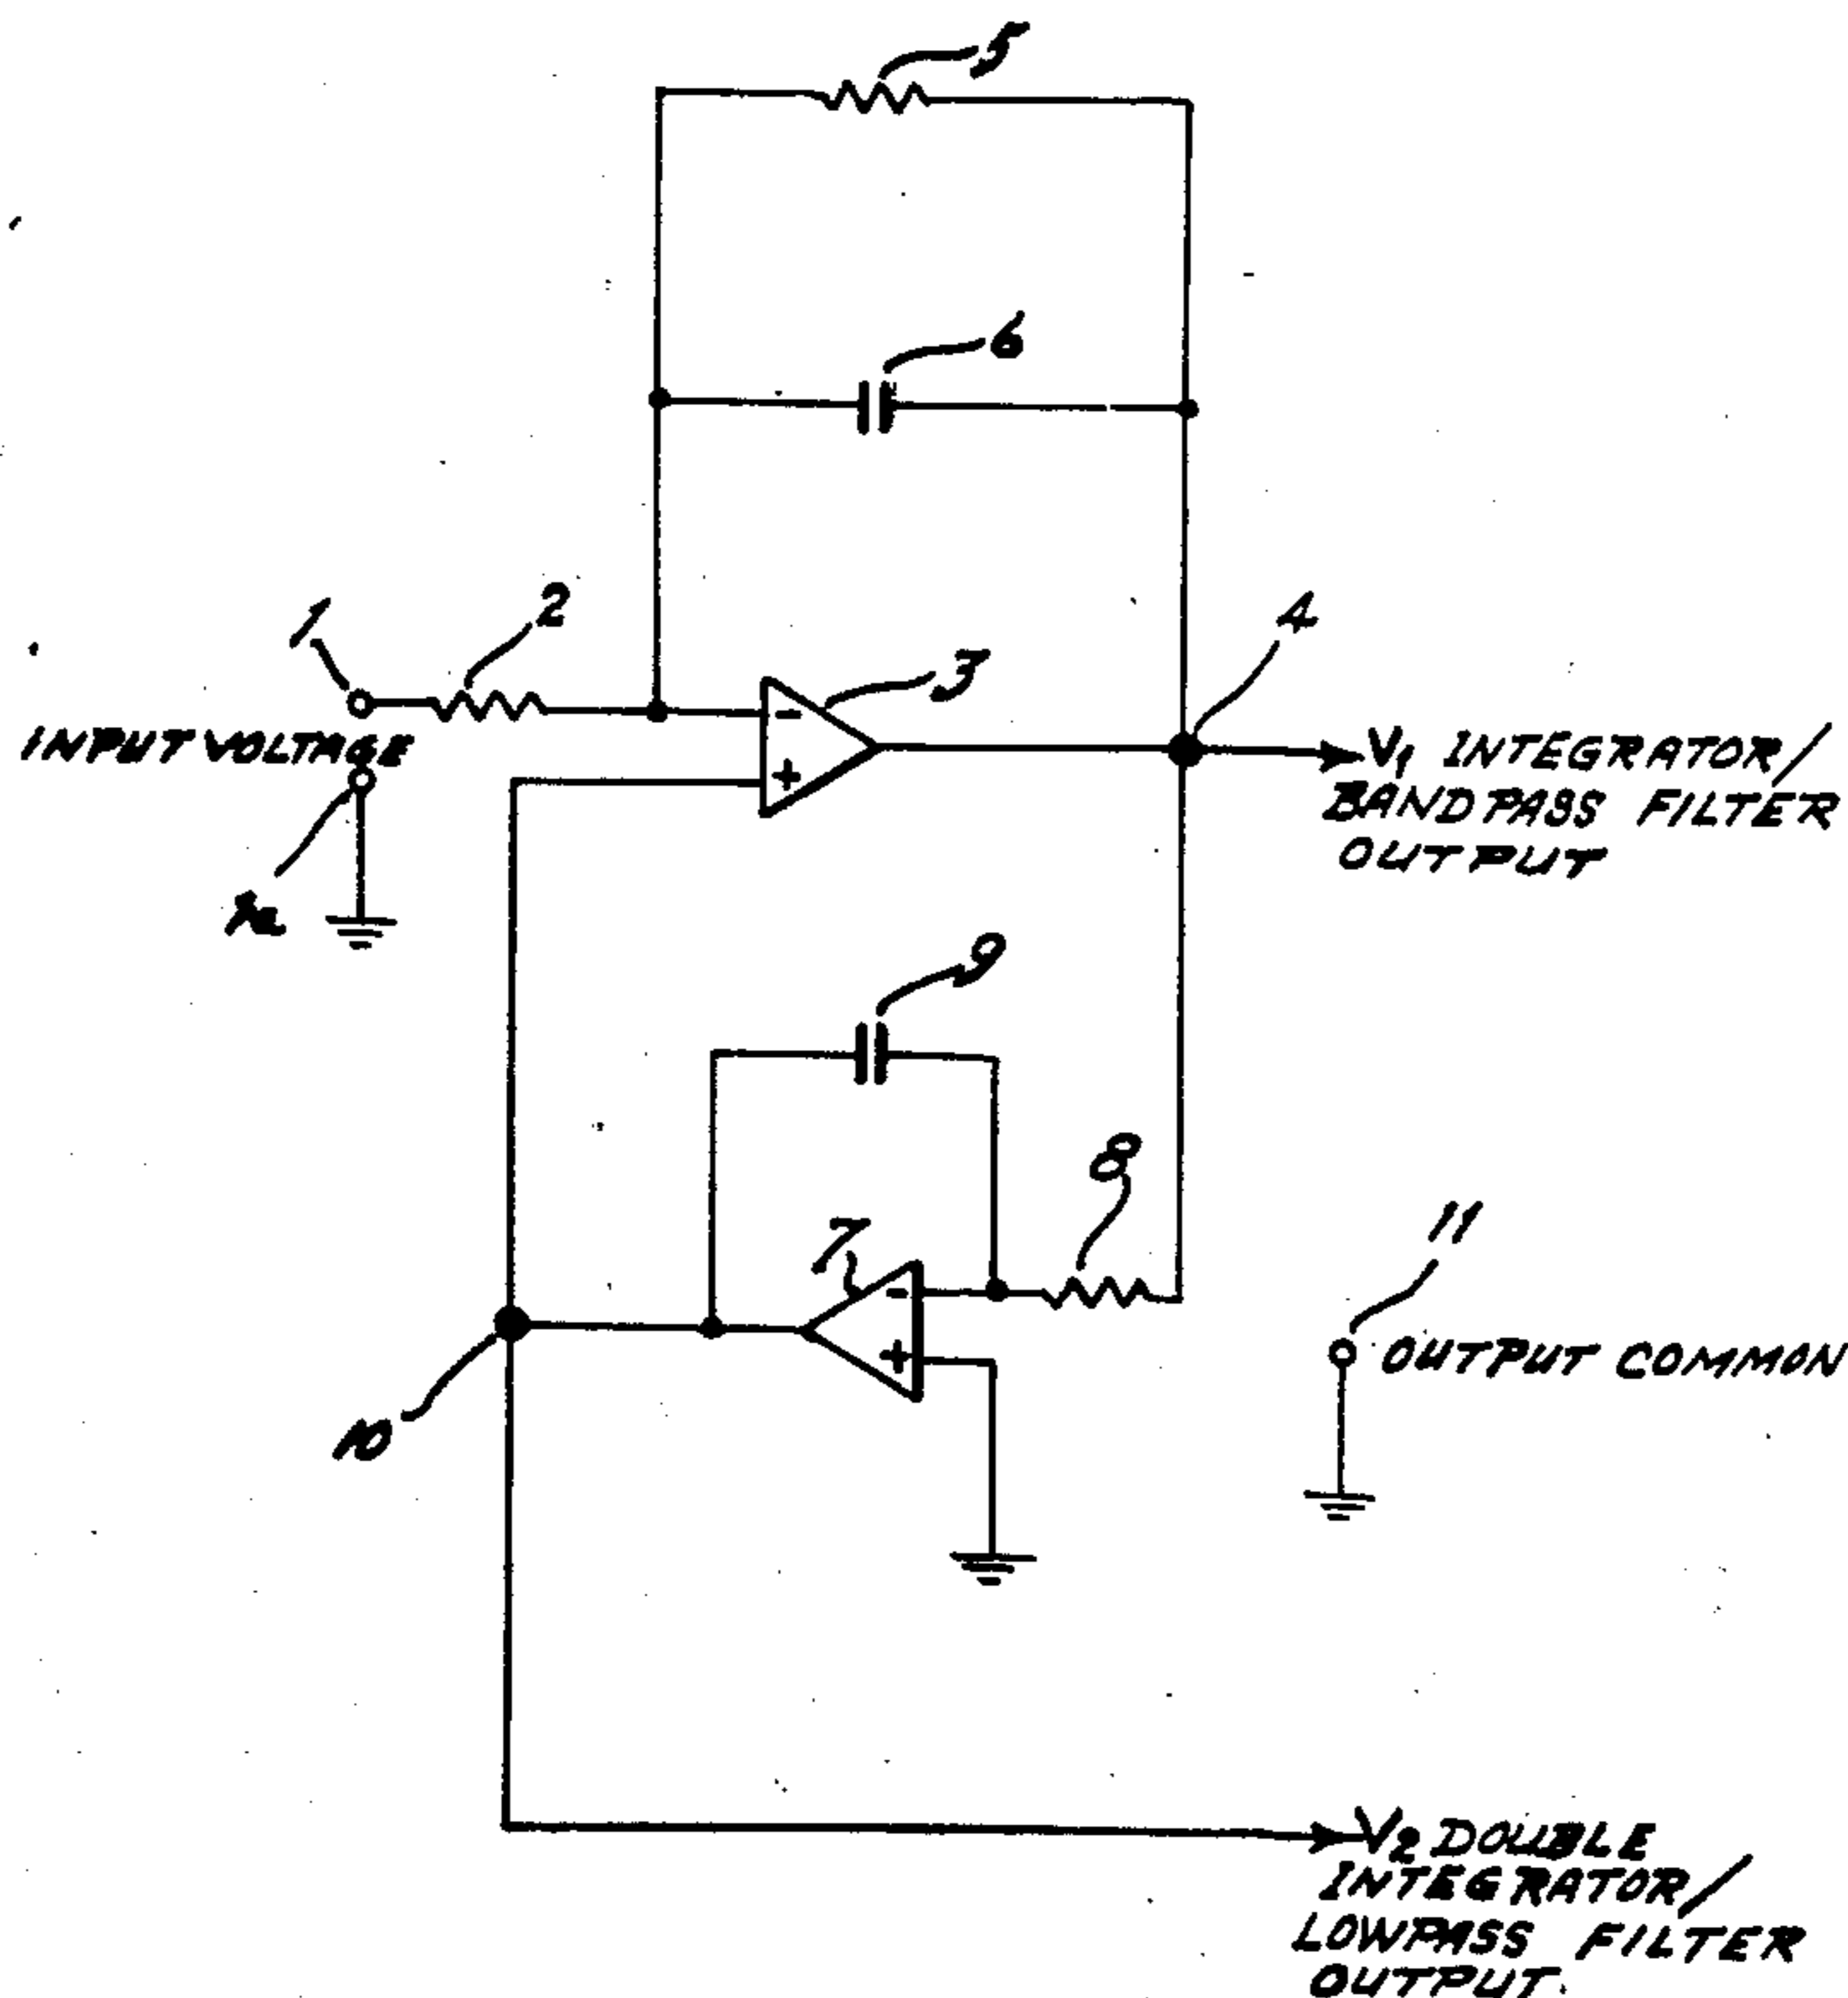 5
6
1
2
3
4
-
+
INPUT VOLTAGE
V1 INTEGRATOR/
BANDPASS FILTER
OUTPUT
1a
9
8
7
-
+
10
11
OUTPUT COMMON
V2 DOUBLE
INTEGRATOR/
LOWPASS FILTER
OUTPUT.